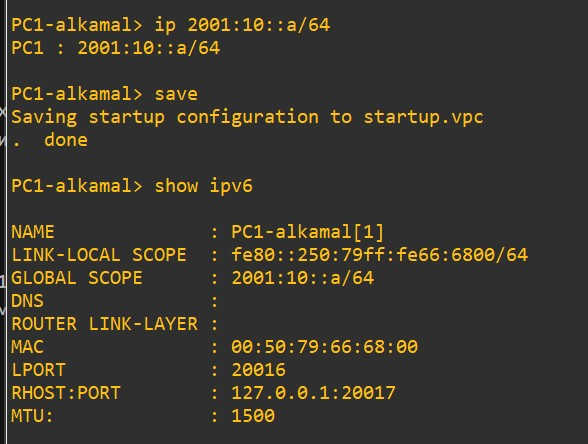 PC1-alkamal> ip 2001:10::a/64
PC1 : 2001:10::a/64
PC1-alkamal> save
Saving startup configuration to startup.vpc
.  done
PC1-alkamal> show ipv6
NAME              : PC1-alkamal[1]
LINK-LOCAL SCOPE  : fe80::250:79ff:fe66:6800/64
GLOBAL SCOPE      : 2001:10::a/64
DNS               :
ROUTER LINK-LAYER :
MAC               : 00:50:79:66:68:00
LPORT             : 20016
RHOST:PORT        : 127.0.0.1:20017
MTU:              : 1500